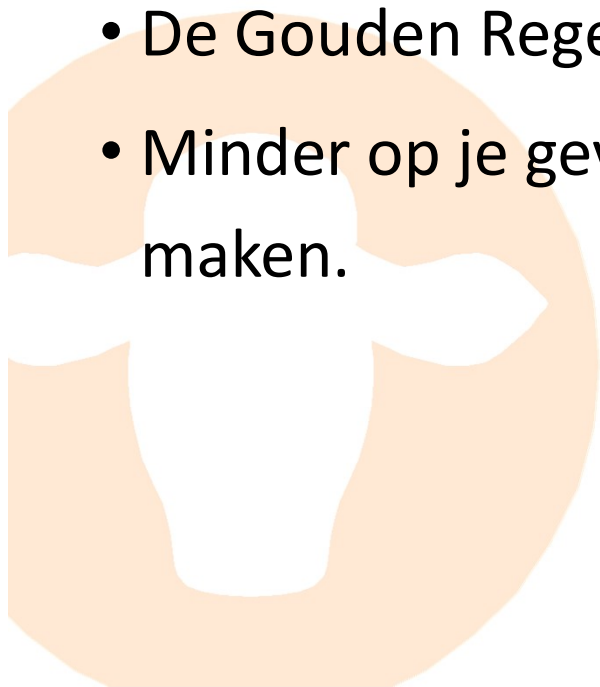 • De Gouden Rege
• Minder op je gev
maken.